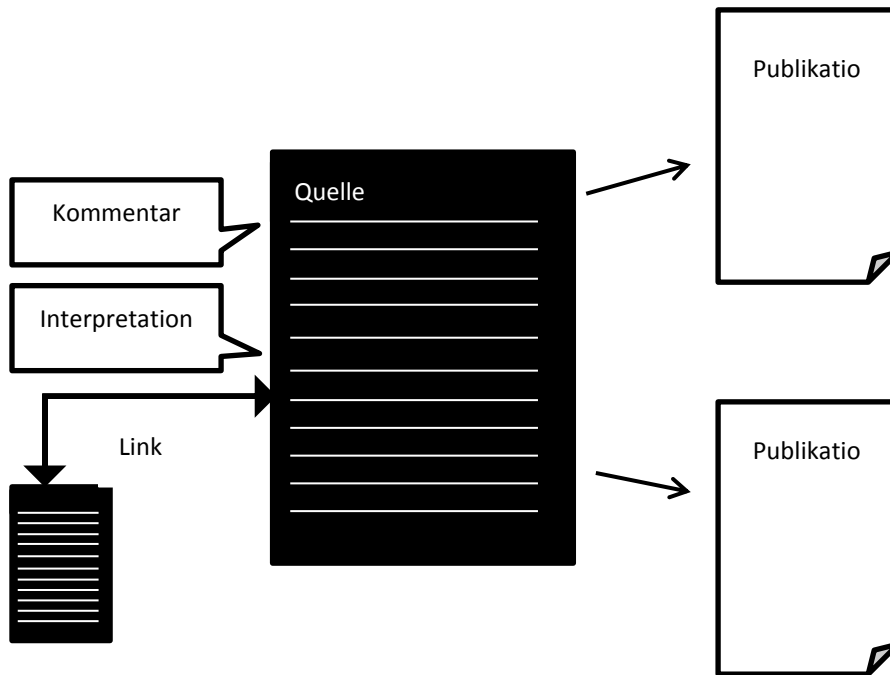 Publikatio
Quelle
Kommentar
Interpretation
Link
Publikatio